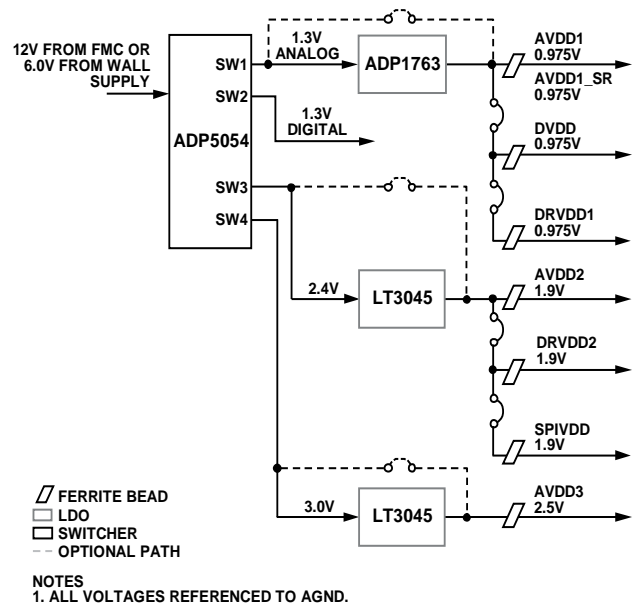 12V FROM FMC OR
6.0V FROM WALL
SUPPLY
ADP5054
SW1
SW2
SW3
SW4
1.3V
ANALOG
ADP1763
1.3V
DIGITAL
AVDD1
0.975V
AVDD1_SR
0.975V
DVDD
0.975V
DRVDD1
0.975V
2.4V
LT3045
AVDD2
1.9V
DRVDD2
1.9V
SPIVDD
1.9V
3.0V
LT3045
AVDD3
2.5V
FERRITE BEAD
LDO
SWITCHER
OPTIONAL PATH
NOTES
1. ALL VOLTAGES REFERENCED TO AGND.